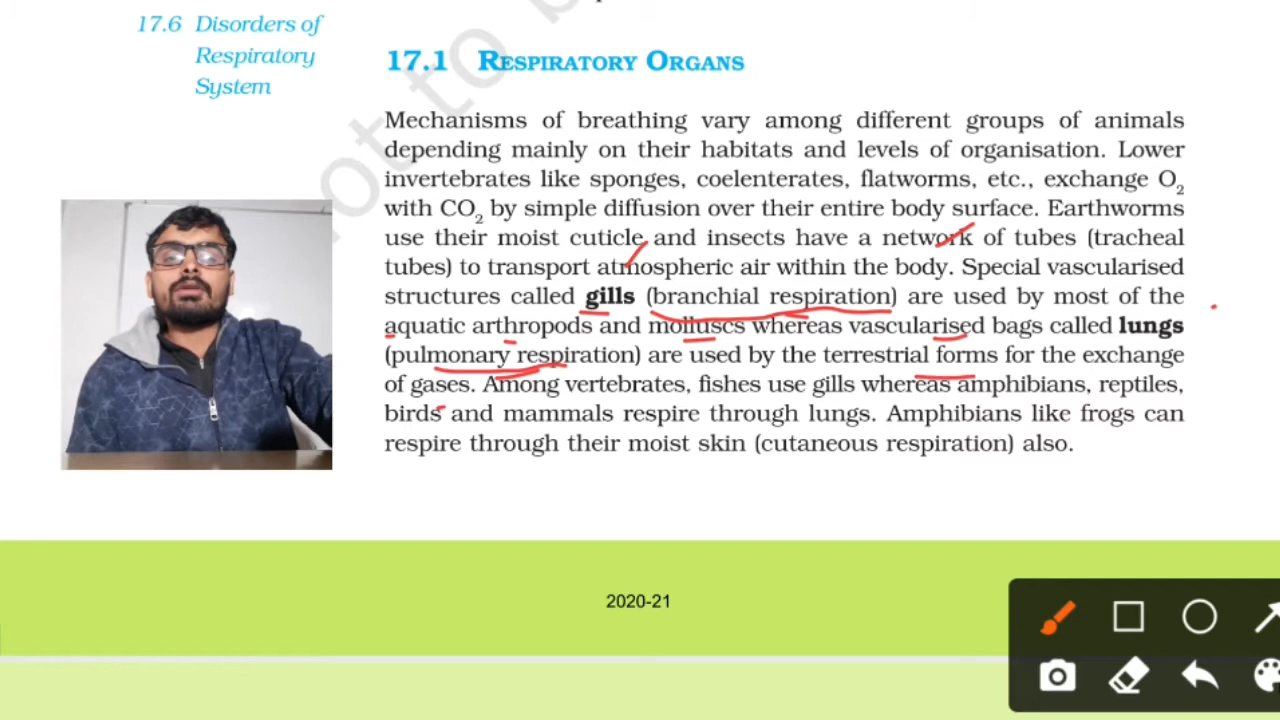 17.6 Disorders of
Respiratory
System
17.1 RESPIRATORY ORGANS
Mechanisms of breathing vary among different groups of animals
depending mainly on their habitats and levels of organisation. Lower
invertebrates like sponges, coelenterates, flatworms, etc., exchange O₂
with CO₂ by simple diffusion over their entire body surface. Earthworms
use their moist cuticle and insects have a network of tubes (tracheal
tubes) to transport atmospheric air within the body. Special vascularised
structures called gills (branchial respiration) are used by most of the
aquatic arthropods and molluscs whereas vascularised bags called lungs
(pulmonary respiration) are used by the terrestrial forms for the exchange
of gases. Among vertebrates, fishes use gills whereas amphibians, reptiles,
birds and mammals respire through lungs. Amphibians like frogs can
respire through their moist skin (cutaneous respiration) also.
2020-21